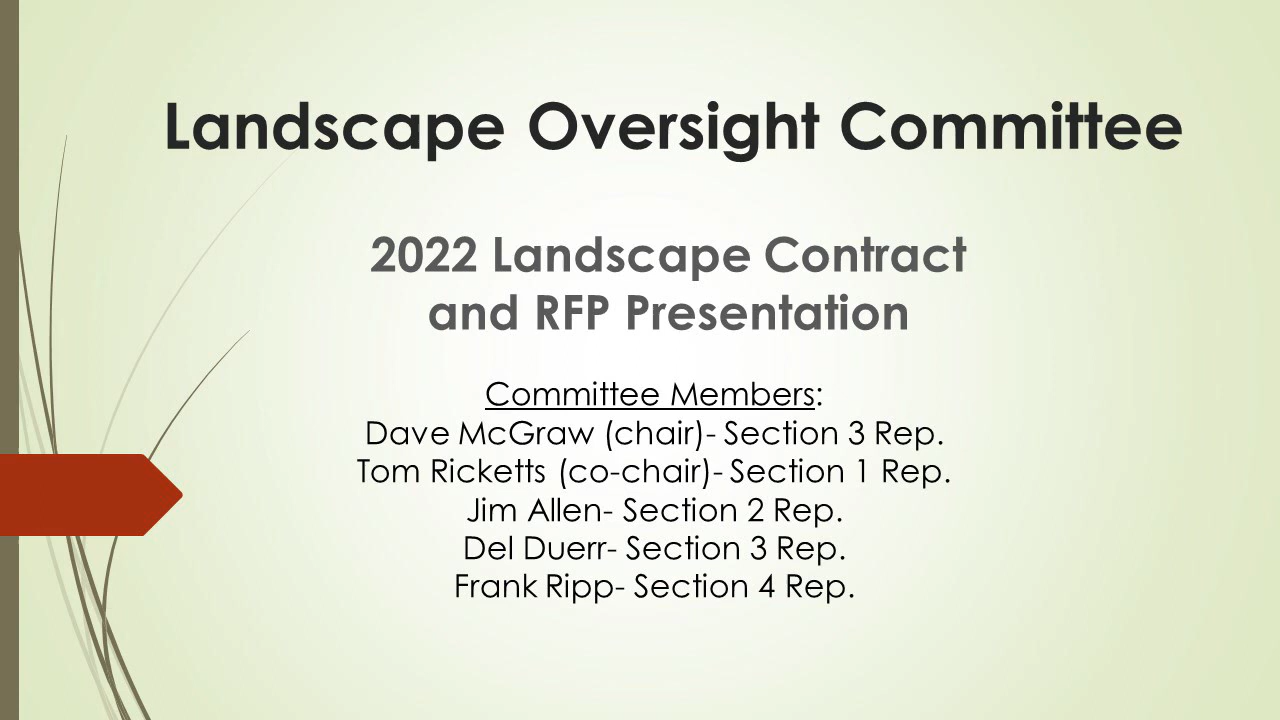 Landscape Oversight Committee
2022 Landscape Contract
and RFP Presentation
Committee Members:
Dave McGraw (chair)- Section 3 Rep.
Tom Ricketts (co-chair)- Section 1 Rep.
Jim Allen- Section 2 Rep.
Del Duerr- Section 3 Rep.
Frank Ripp- Section 4 Rep.